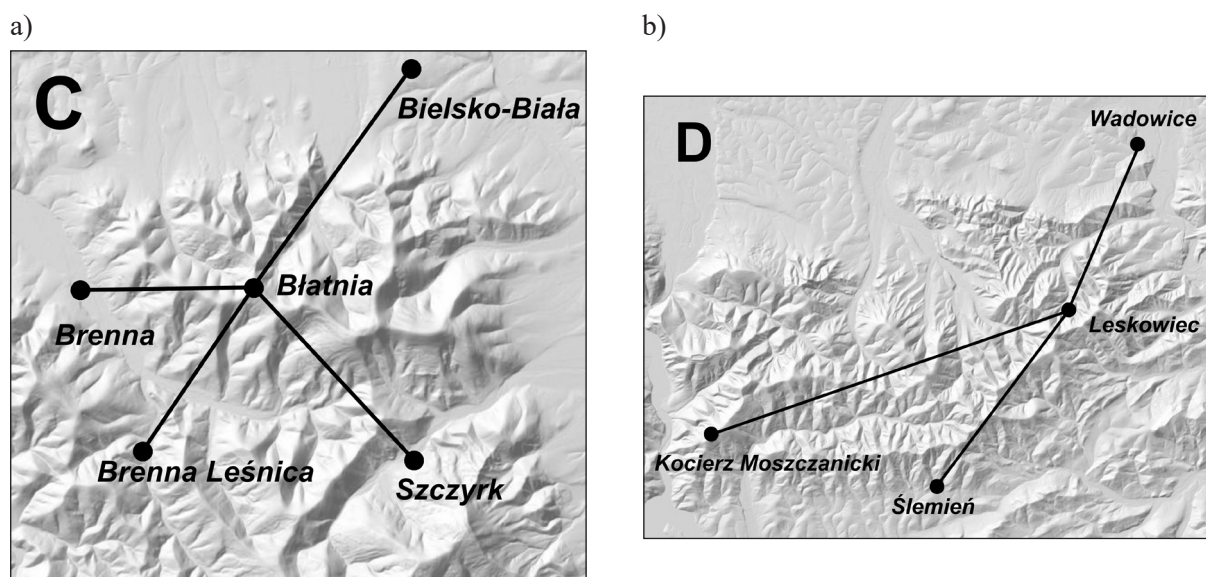 a)
C
Bielsko-Biała
Błatnia
Brenna
Brenna Leśnica
Szczyrk
b)
D
Wadowice
Leskowiec
Kocierz Moszczanicki
Ślemień